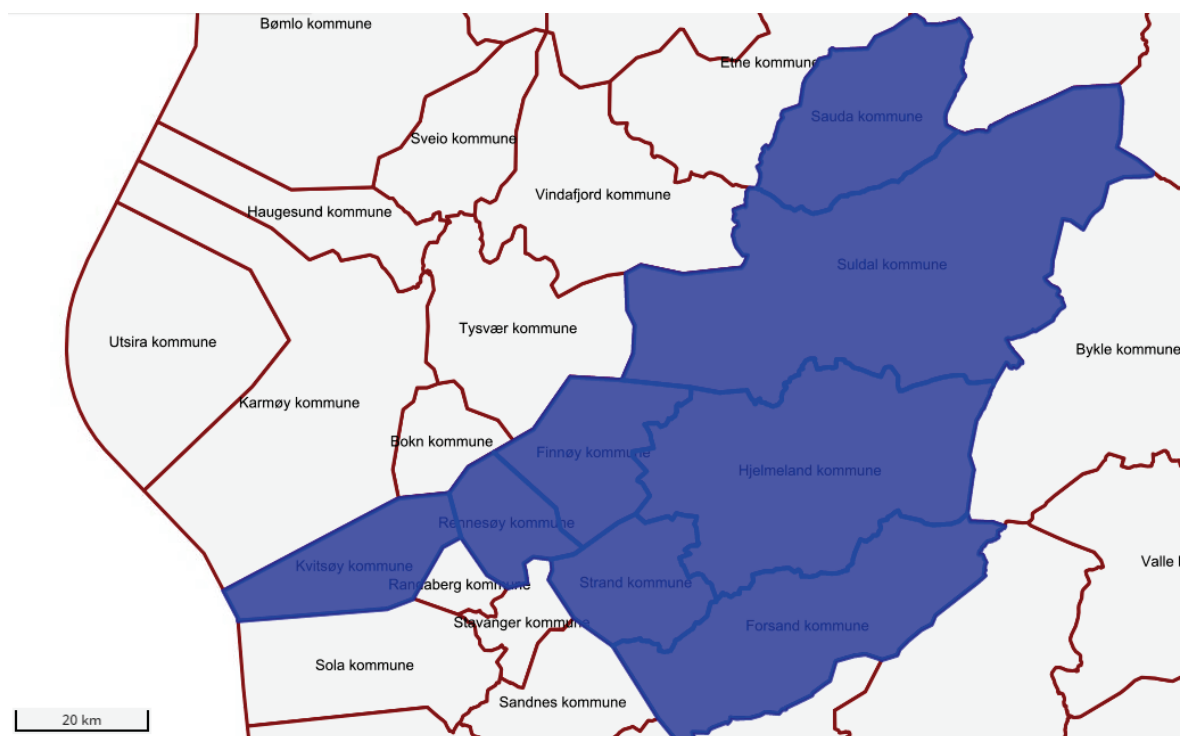 Bømlo kommune
Etne kommune
Sauda kommune
Sveio kommune
Vindafjord kommune
Haugesund kommune
Suldal kommune
Tysvær kommune
Utsira kommune
Bykle kommune
Karmøy kommune
Bokn kommune
Finnøy kommune
Hjelmeland kommune
Rennesøy kommune
Kvitsøy kommune
Valle
Randaberg kommune
Strand kommune
Stavanger kommune
Forsand kommune
Sola kommune
Sandnes kommune
20 km